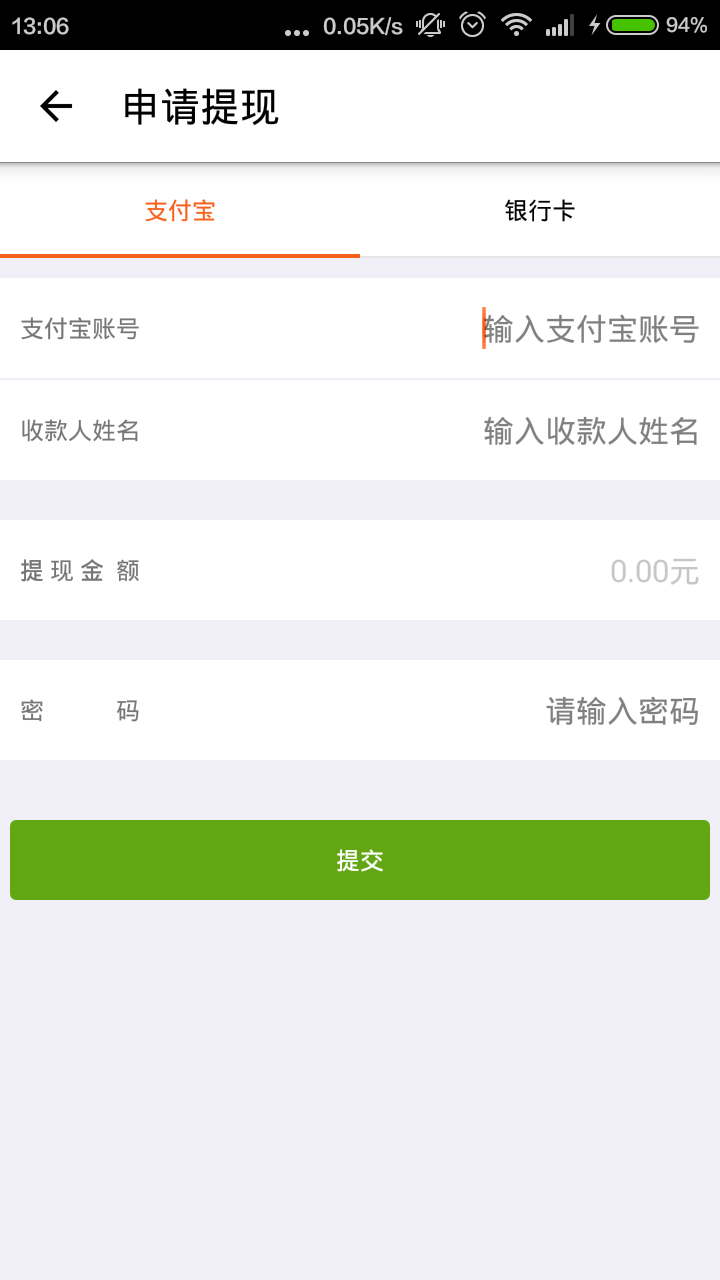 13:06 ... 0.05K/s 94%
申请提现
支付宝 银行卡
支付宝账号 输入支付宝账号
收款人姓名 输入收款人姓名
提现金额 0.00元
密码 请输入密码
提交